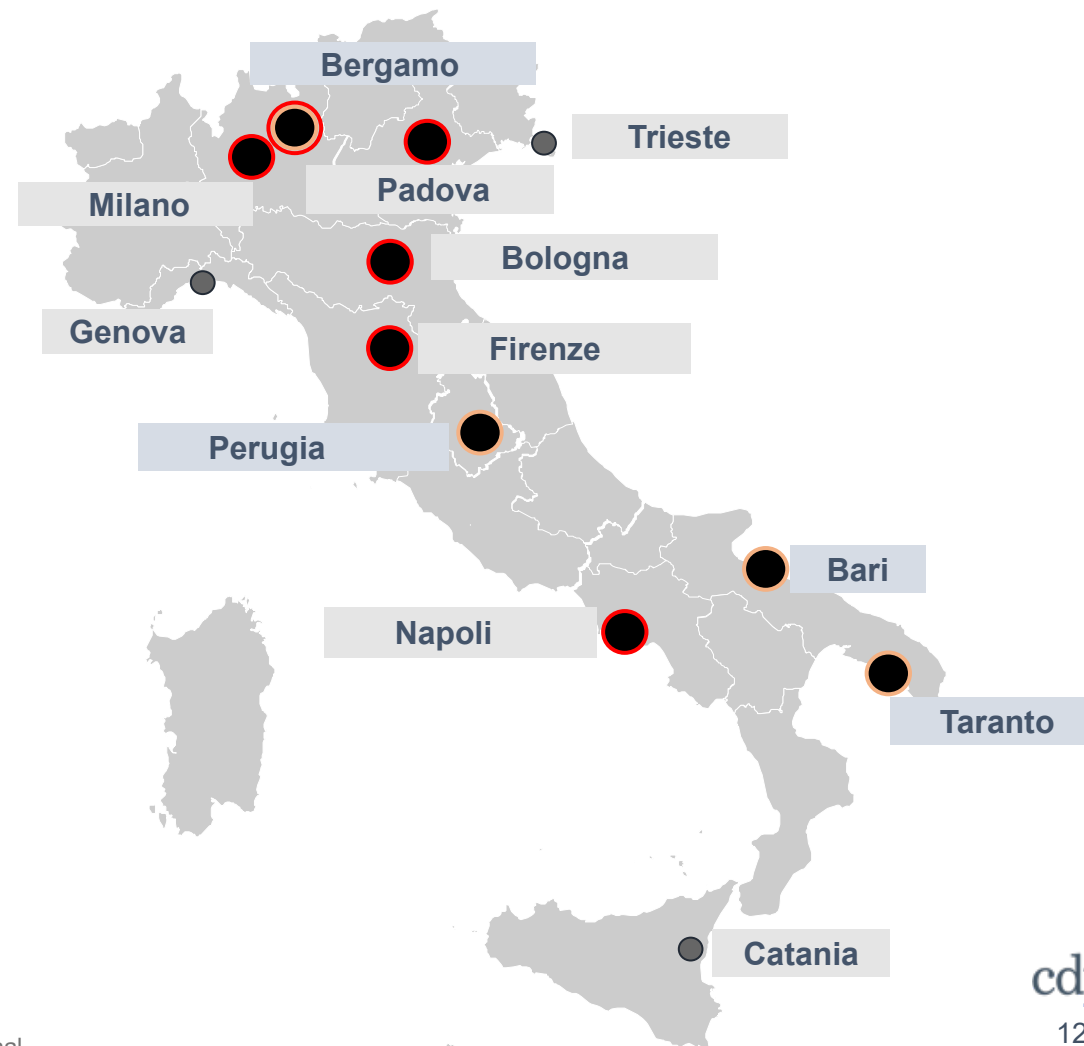 Bergamo
Trieste
Padova
Milano
Bologna
Genova
Firenze
Perugia
Bari
Napoli
Taranto
Catania
12